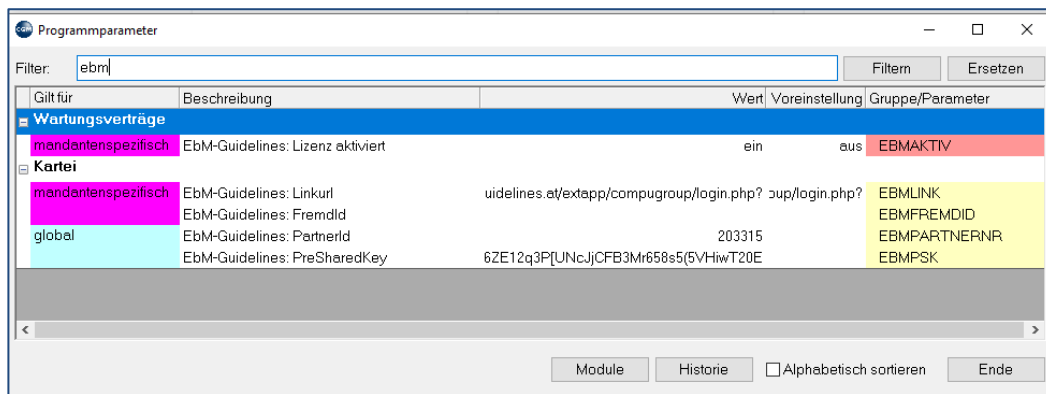 CGM Programmparameter
Filter: ebm Filtern Ersetzen
Gilt für Beschreibung Wert Voreinstellung Gruppe/Parameter
Wartungsverträge
mandantenspezifisch EbM-Guidelines: Lizenz aktiviert ein aus EBMAKTIV
Kartei
mandantenspezifisch EbM-Guidelines: Linkurl uidelines.at/extapp/compugroup/login.php? oup/login.php? EBMLINK
EbM-Guidelines: FremdId EBMFREMDID
global EbM-Guidelines: PartnerId 203315 EBMPARTNERNR
EbM-Guidelines: PreSharedKey 6ZE12q3P[UNcJjCFB3Mr658s5(5VHiwT20E EBMPSK
Module Historie Alphabetisch sortieren Ende